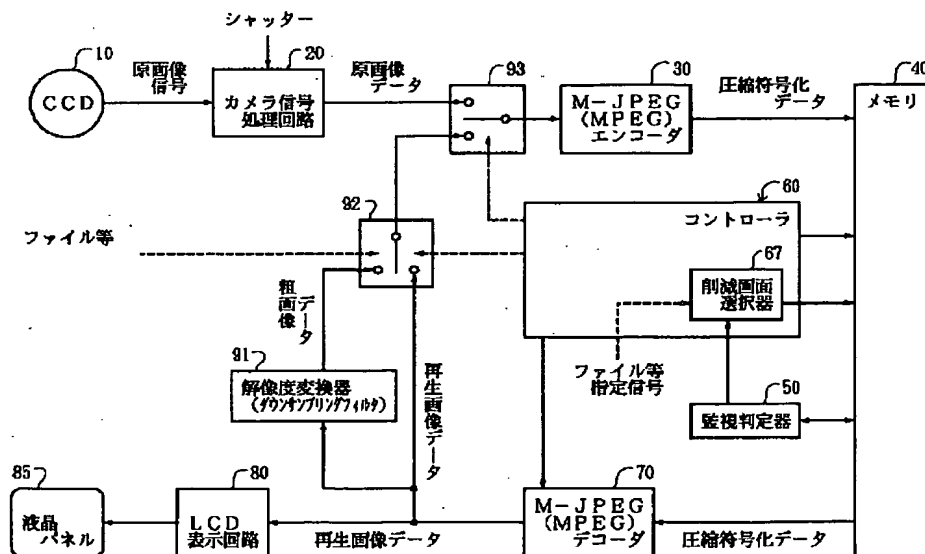 シャッター
10
20
93
30
40
原画像
信号
原画像
データ
圧縮符号化
データ
CCD
カメラ信号
処理回路
M-JPEG
(MPEG)
エンコーダ
メモリ
92
60
コントローラ
ファイル等
67
削減画面
選択器
粗画像
データ
91
解像度変換器
(ダウンサンプリングフィルタ)
再生画像データ
ファイル等
指定信号
50
監視判定器
85
80
70
液晶
パネル
LCD
表示回路
再生画像データ
M-JPEG
(MPEG)
デコーダ
圧縮符号化データ